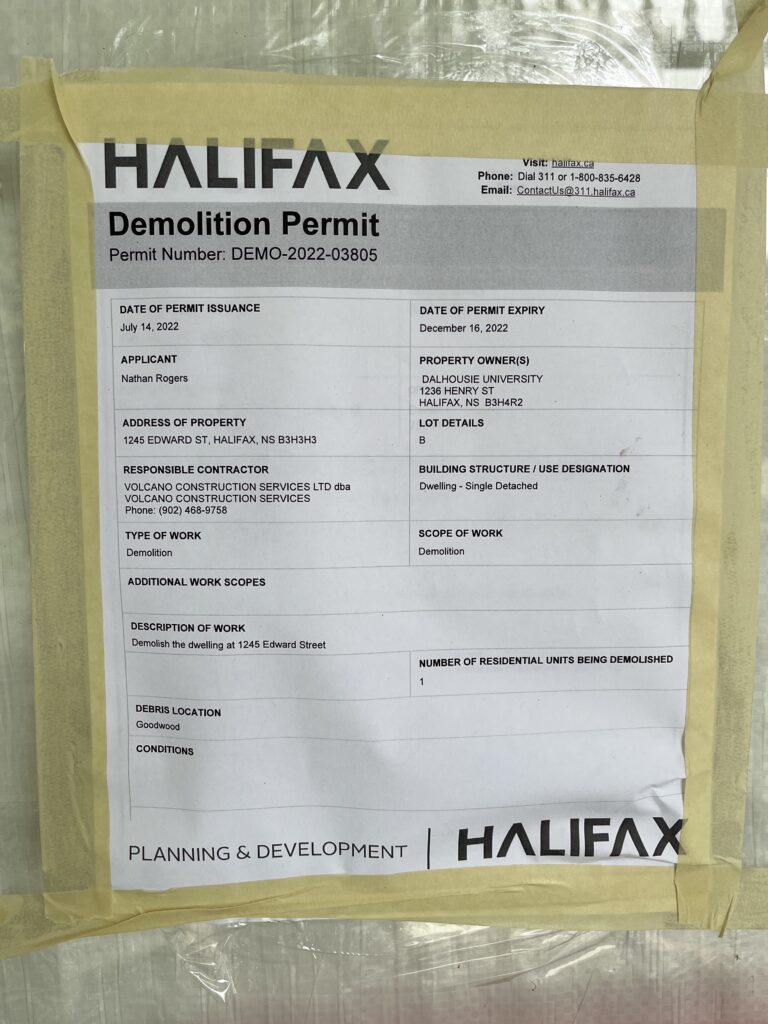 HALIFAX
Visit: halifax.ca
Phone: Dial 311 or 1-800-835-6428
Email: ContactUs@311.halifax.ca
Demolition Permit
Permit Number: DEMO-2022-03805
DATE OF PERMIT ISSUANCE
July 14, 2022
DATE OF PERMIT EXPIRY
December 16, 2022
APPLICANT
Nathan Rogers
PROPERTY OWNER(S)
DALHOUSIE UNIVERSITY
1236 HENRY ST
HALIFAX, NS B3H4R2
ADDRESS OF PROPERTY
1245 EDWARD ST, HALIFAX, NS B3H3H3
LOT DETAILS
B
RESPONSIBLE CONTRACTOR
VOLCANO CONSTRUCTION SERVICES LTD dba
VOLCANO CONSTRUCTION SERVICES
Phone: (902) 468-9758
BUILDING STRUCTURE / USE DESIGNATION
Dwelling - Single Detached
TYPE OF WORK
Demolition
SCOPE OF WORK
Demolition
ADDITIONAL WORK SCOPES
DESCRIPTION OF WORK
Demolish the dwelling at 1245 Edward Street
NUMBER OF RESIDENTIAL UNITS BEING DEMOLISHED
1
DEBRIS LOCATION
Goodwood
CONDITIONS
PLANNING & DEVELOPMENT | HALIFAX